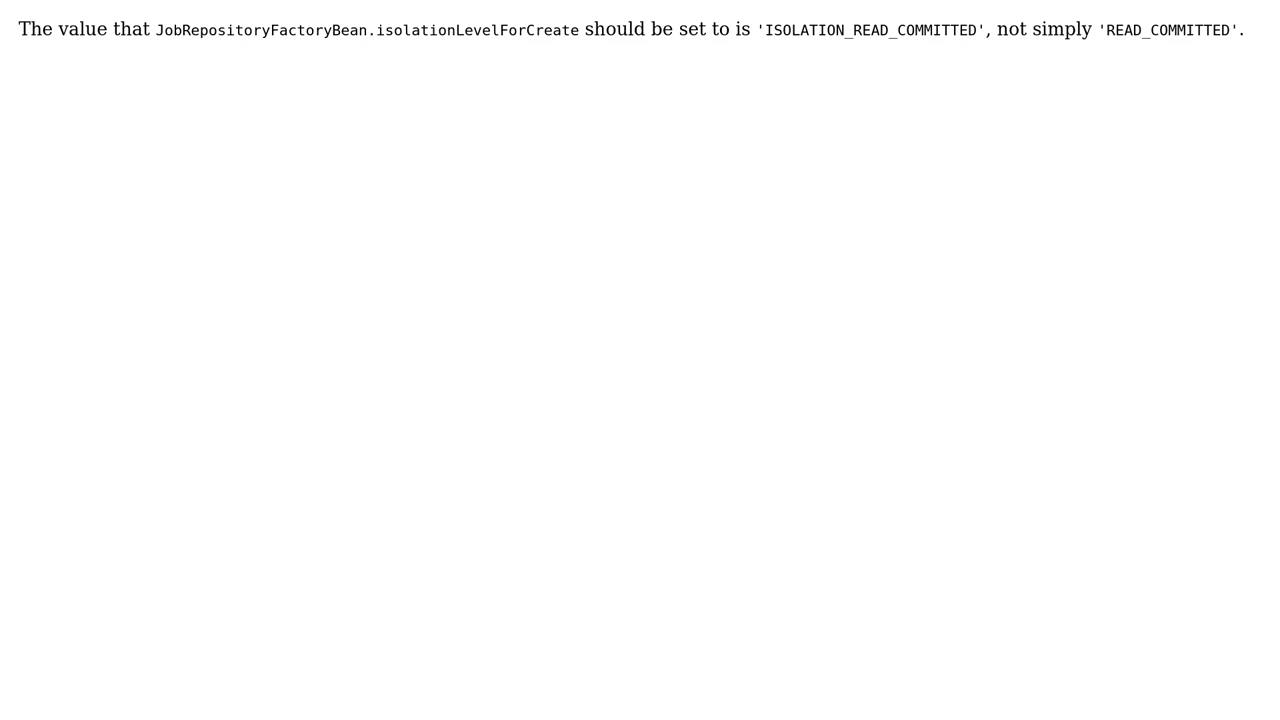 The value that JobRepositoryFactoryBean.isolationLevelForCreate should be set to is 'ISOLATION_READ_COMMITTED', not simply 'READ_COMMITTED'.